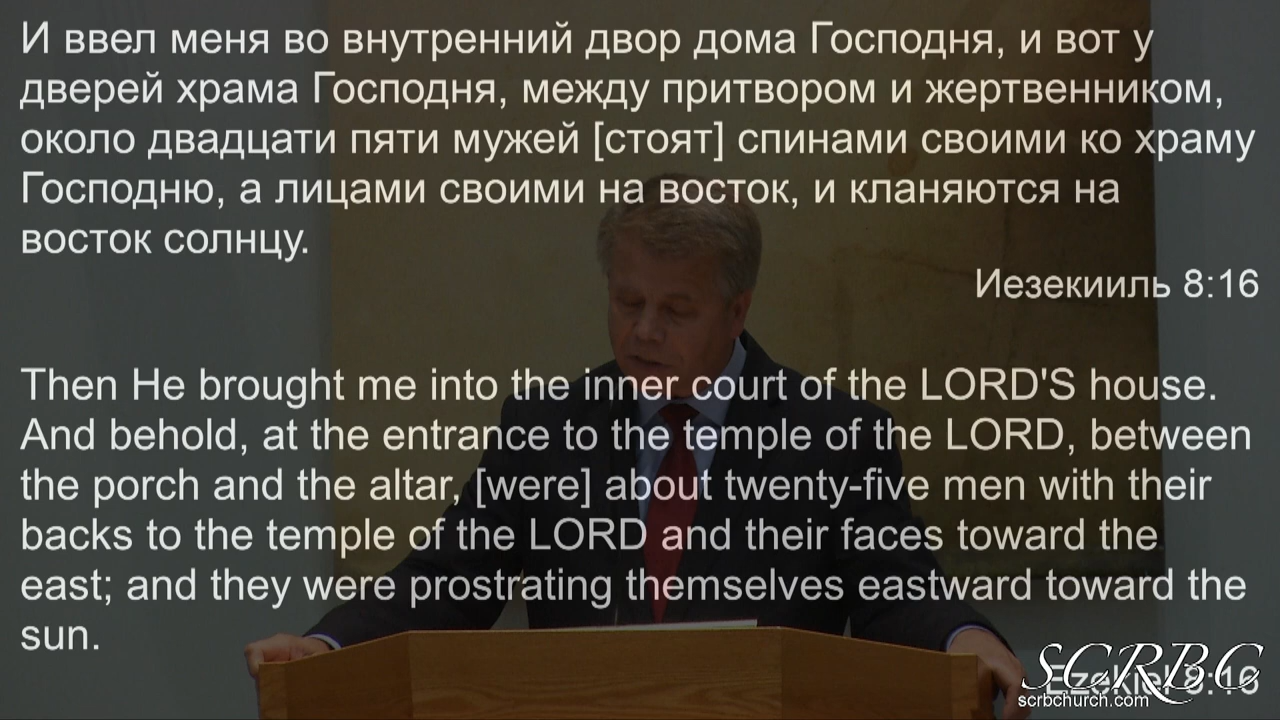 И ввел меня во внутренний двор дома Господня, и вот у
дверей храма Господня, между притвором и жертвенником,
около двадцати пяти мужей [стоят] спинами своими ко храму
Господню, а лицами своими на восток, и кланяются на
восток солнцу.
Иезекииль 8:16
Then He brought me into the inner court of the LORD'S house.
And behold, at the entrance to the temple of the LORD, between
the porch and the altar, [were] about twenty-five men with their
backs to the temple of the LORD and their faces toward the
east; and they were prostrating themselves eastward toward the
sun.
Ezekiel 8:16
SCRBC
scrbchurch.com